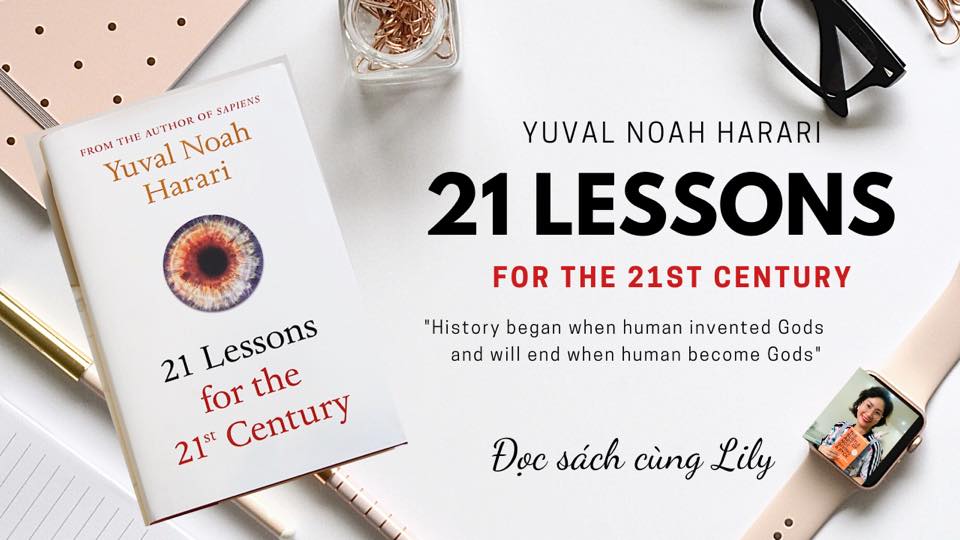 FROM THE AUTHOR OF SAPIENS
Yuval Noah
Harari
21 Lessons
for the
21st Century
YUVAL NOAH HARARI
21 LESSONS
FOR THE 21ST CENTURY
"History began when human invented Gods
and will end when human become Gods"
Đọc sách cùng Lily